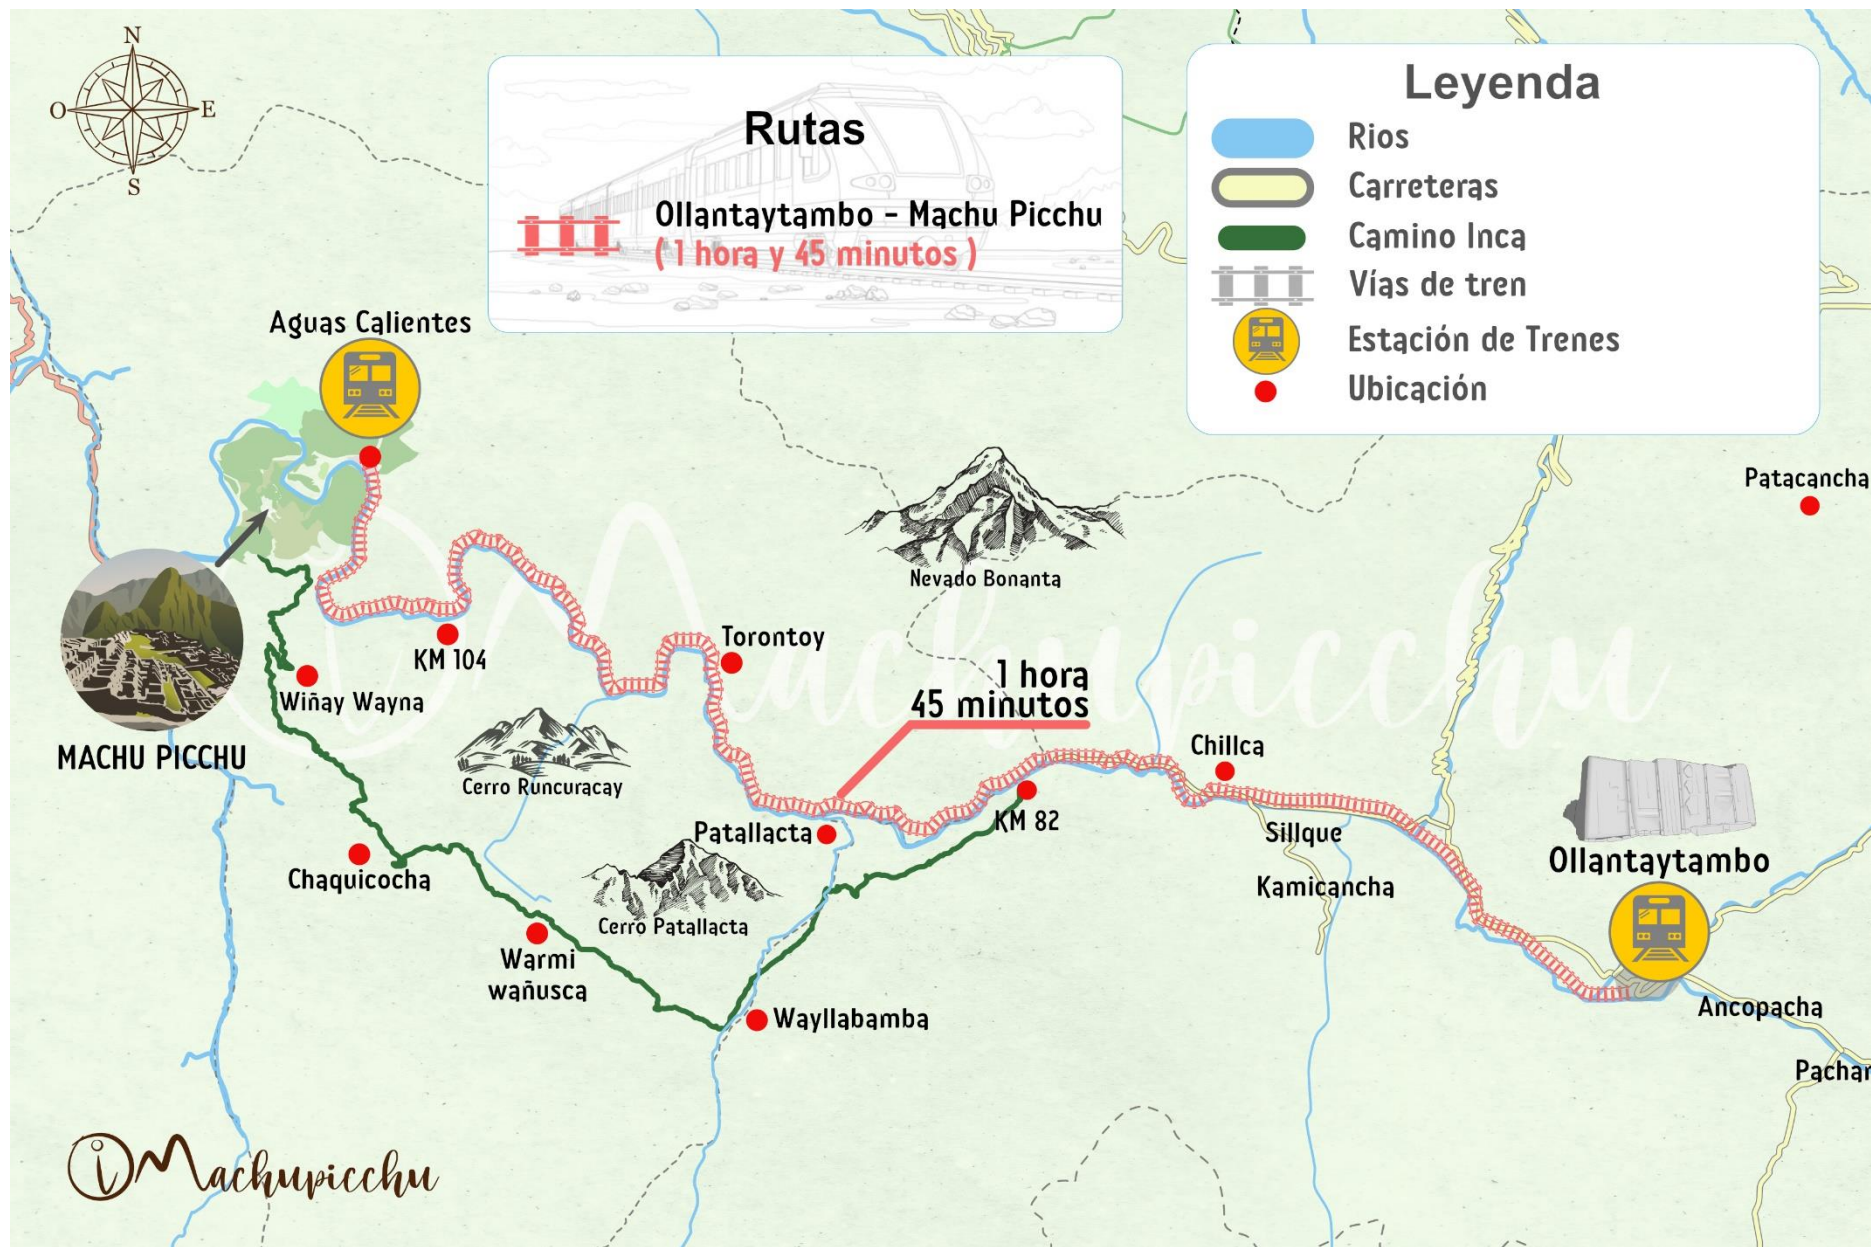 N
O
E
S
Rutas
Ollantaytambo - Machu Picchu
( 1 hora y 45 minutos )
Leyenda
Rios
Carreteras
Camino Inca
Vías de tren
Estación de Trenes
Ubicación
Aguas Calientes
Patacancha
Nevado Bonanta
Machupicchu
KM 104
Torontoy
Wiñay Wayna
1 hora
45 minutos
MACHU PICCHU
Chillca
Cerro Runcuracay
KM 82
Patallacta
Sillque
Ollantaytambo
Chaquicocha
Kamicancha
Cerro Patallacta
Warmi
wañusca
Wayllabamba
Ancopacha
Pachar
iMachupicchu